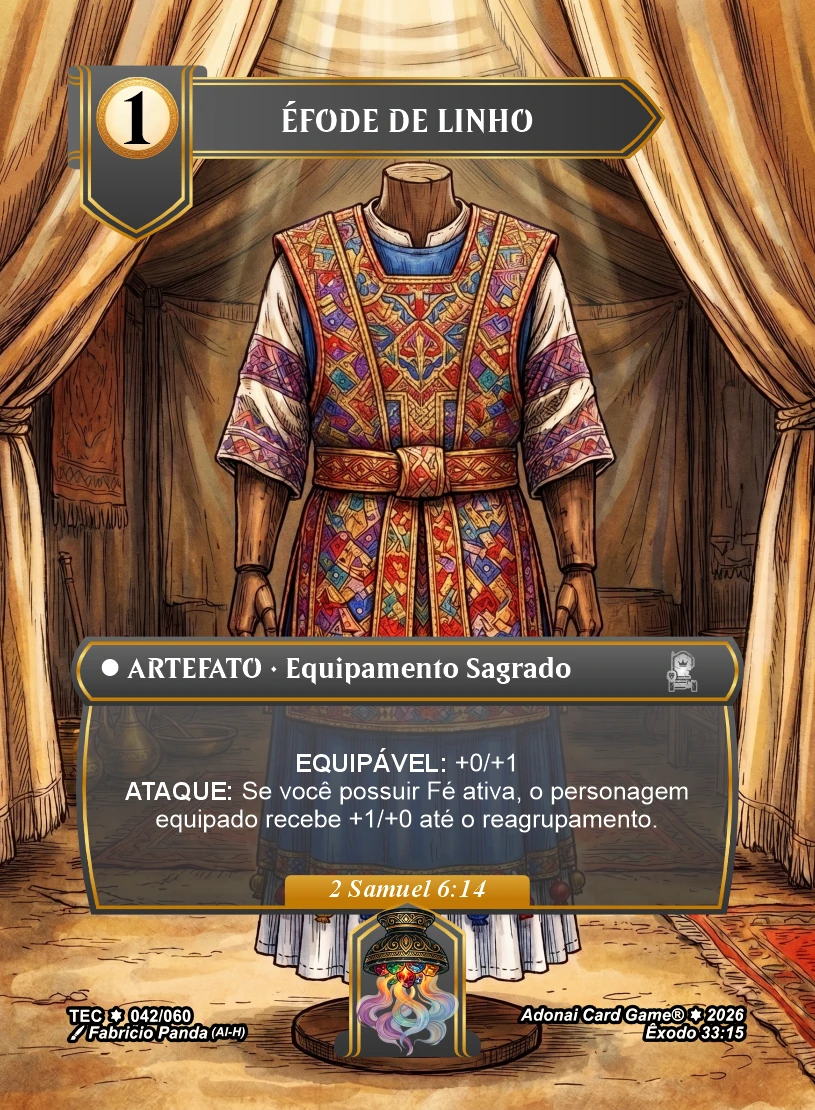 1
ÉFODE DE LINHO
● ARTEFATO · Equipamento Sagrado
EQUIPÁVEL: +0/+1
ATAQUE: Se você possuir Fé ativa, o personagem
equipado recebe +1/+0 até o reagrupamento.
2 Samuel 6:14
TEC ✸ 042/060
Fabricio Panda (AI-H)
Adonai Card Game® ✸ 2026
Êxodo 33:15